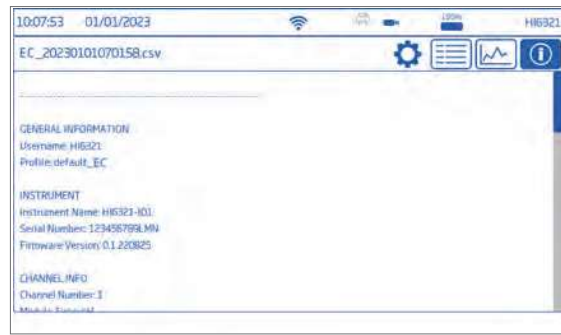 10:07:53 01/01/2023 100% HI6321
EC_20230101070158.csv
GENERAL INFORMATION
Username: HI6321
Profile: default_EC
INSTRUMENT
Instrument Name: HI6321-ID1
Serial Number: 123456789LMN
Firmware Version: 0.1 220825
CHANNEL INFO
Channel Number: 1